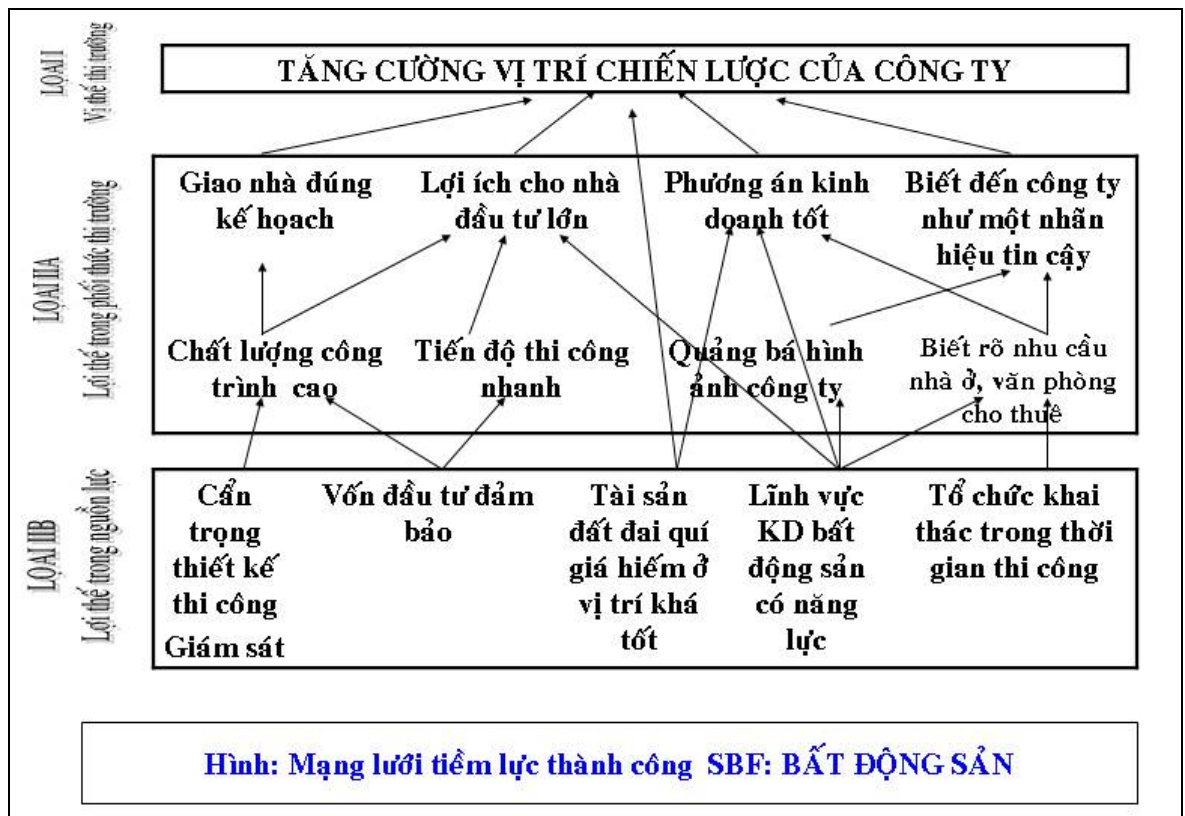 LỌAI I
Vị thế thị trường
TĂNG CƯỜNG VỊ TRÍ CHIẾN LƯỢC CỦA CÔNG TY
LỌAI IIA
Lợi thế trong phối thức thị trường
Giao nhà đúng
kế họach
Lợi ích cho nhà
đầu tư lớn
Phương án kinh
doanh tốt
Biết đến công ty
như một nhãn
hiệu tin cậy
Chất lượng công
trình cao
Tiến độ thi công
nhanh
Quảng bá hình
ảnh công ty
Biết rõ nhu cầu
nhà ở, văn phòng
cho thuê
LỌAI IIB
Lợi thế trong nguồn lực
Cẩn
trọng
thiết kế
thi công
Giám sát
Vốn đầu tư đảm
bảo
Tài sản
đất đai quí
giá hiếm ở
vị trí khá
tốt
Lĩnh vực
KD bất
động sản
có năng
lực
Tổ chức khai
thác trong thời
gian thi công
Hình: Mạng lưới tiềm lực thành công SBF: BẤT ĐỘNG SẢN